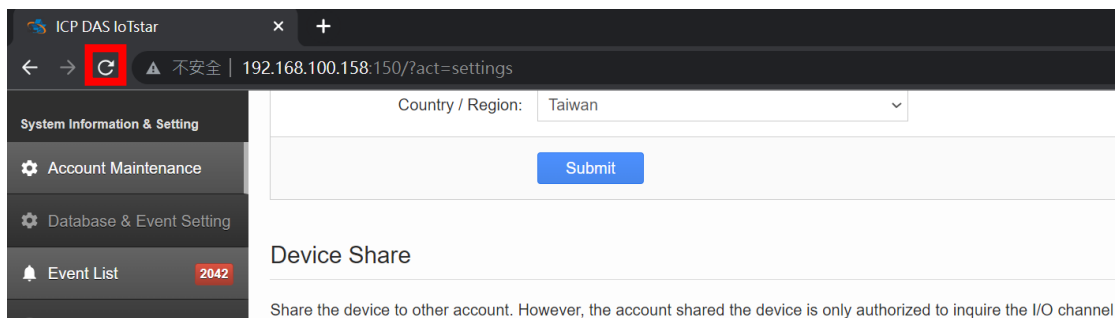 ICP DAS IoTstar
不安全 | 192.168.100.158:150/?act=settings
System Information & Setting
Account Maintenance
Database & Event Setting
Event List 2042
Country / Region: Taiwan
Submit
Device Share
Share the device to other account. However, the account shared the device is only authorized to inquire the I/O channel